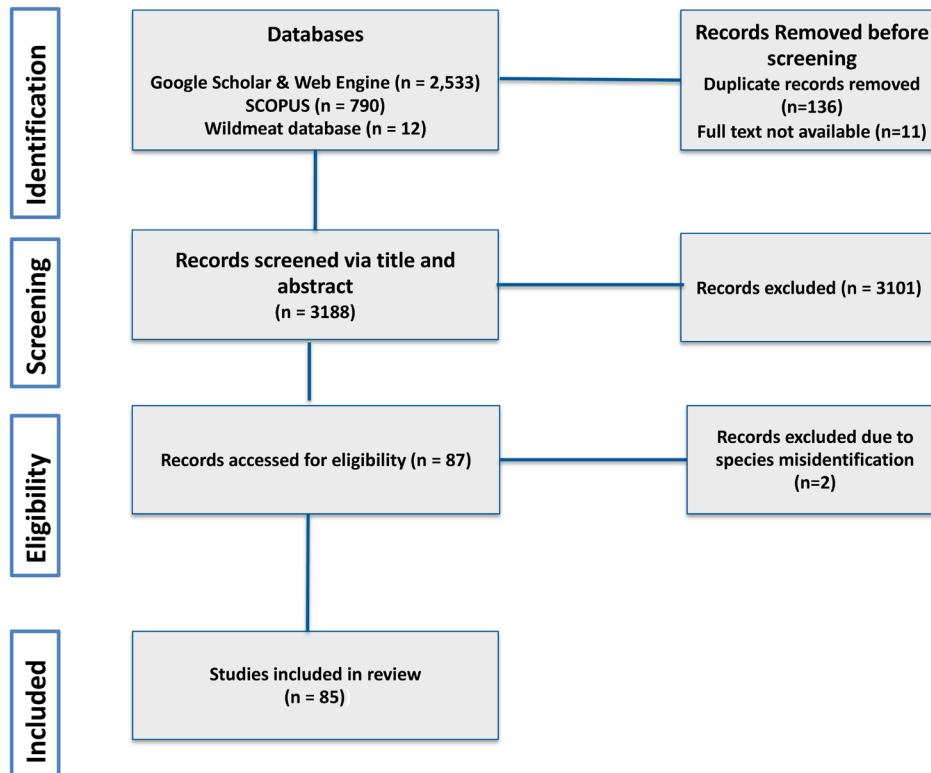 Identification
Databases
Google Scholar & Web Engine (n = 2,533)
SCOPUS (n = 790)
Wildmeat database (n = 12)
Records Removed before
screening
Duplicate records removed
(n=136)
Full text not available (n=11)
Screening
Records screened via title and
abstract
(n = 3188)
Records excluded (n = 3101)
Eligibility
Records accessed for eligibility (n = 87)
Records excluded due to
species misidentification
(n=2)
Included
Studies included in review
(n = 85)